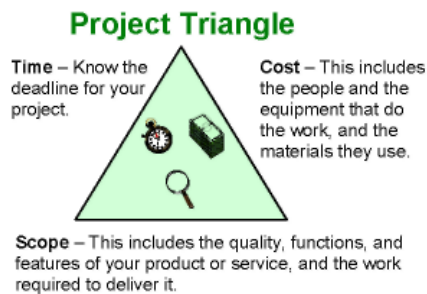 Project Triangle
Time – Know the
deadline for your
project.
Cost – This includes
the people and the
equipment that do
the work, and the
materials they use.
Scope – This includes the quality, functions, and
features of your product or service, and the work
required to deliver it.